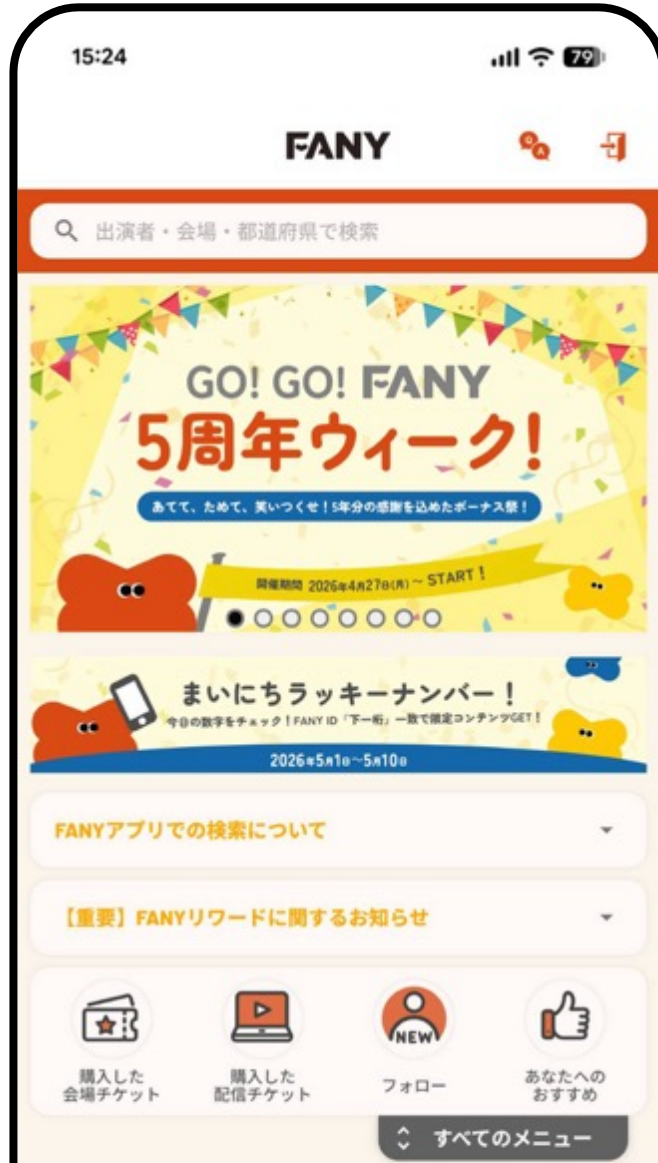 15:24
79
FANY
Q
A
出演者・会場・都道府県で検索
GO! GO! FANY
5周年ウィーク!
あてて、ためて、笑いつくせ！5年分の感謝を込めたボーナス祭！
開催期間 2026年4月27日(月)～START！
まいにちラッキーナンバー！
今日の数字をチェック！FANY ID「下一桁」一致で限定コンテンツGET！
2026年5月1日～5月10日
FANYアプリでの検索について
【重要】FANYリワードに関するお知らせ
NEW
購入した
会場チケット
購入した
配信チケット
フォロー
あなたへの
おすすめ
すべてのメニュー